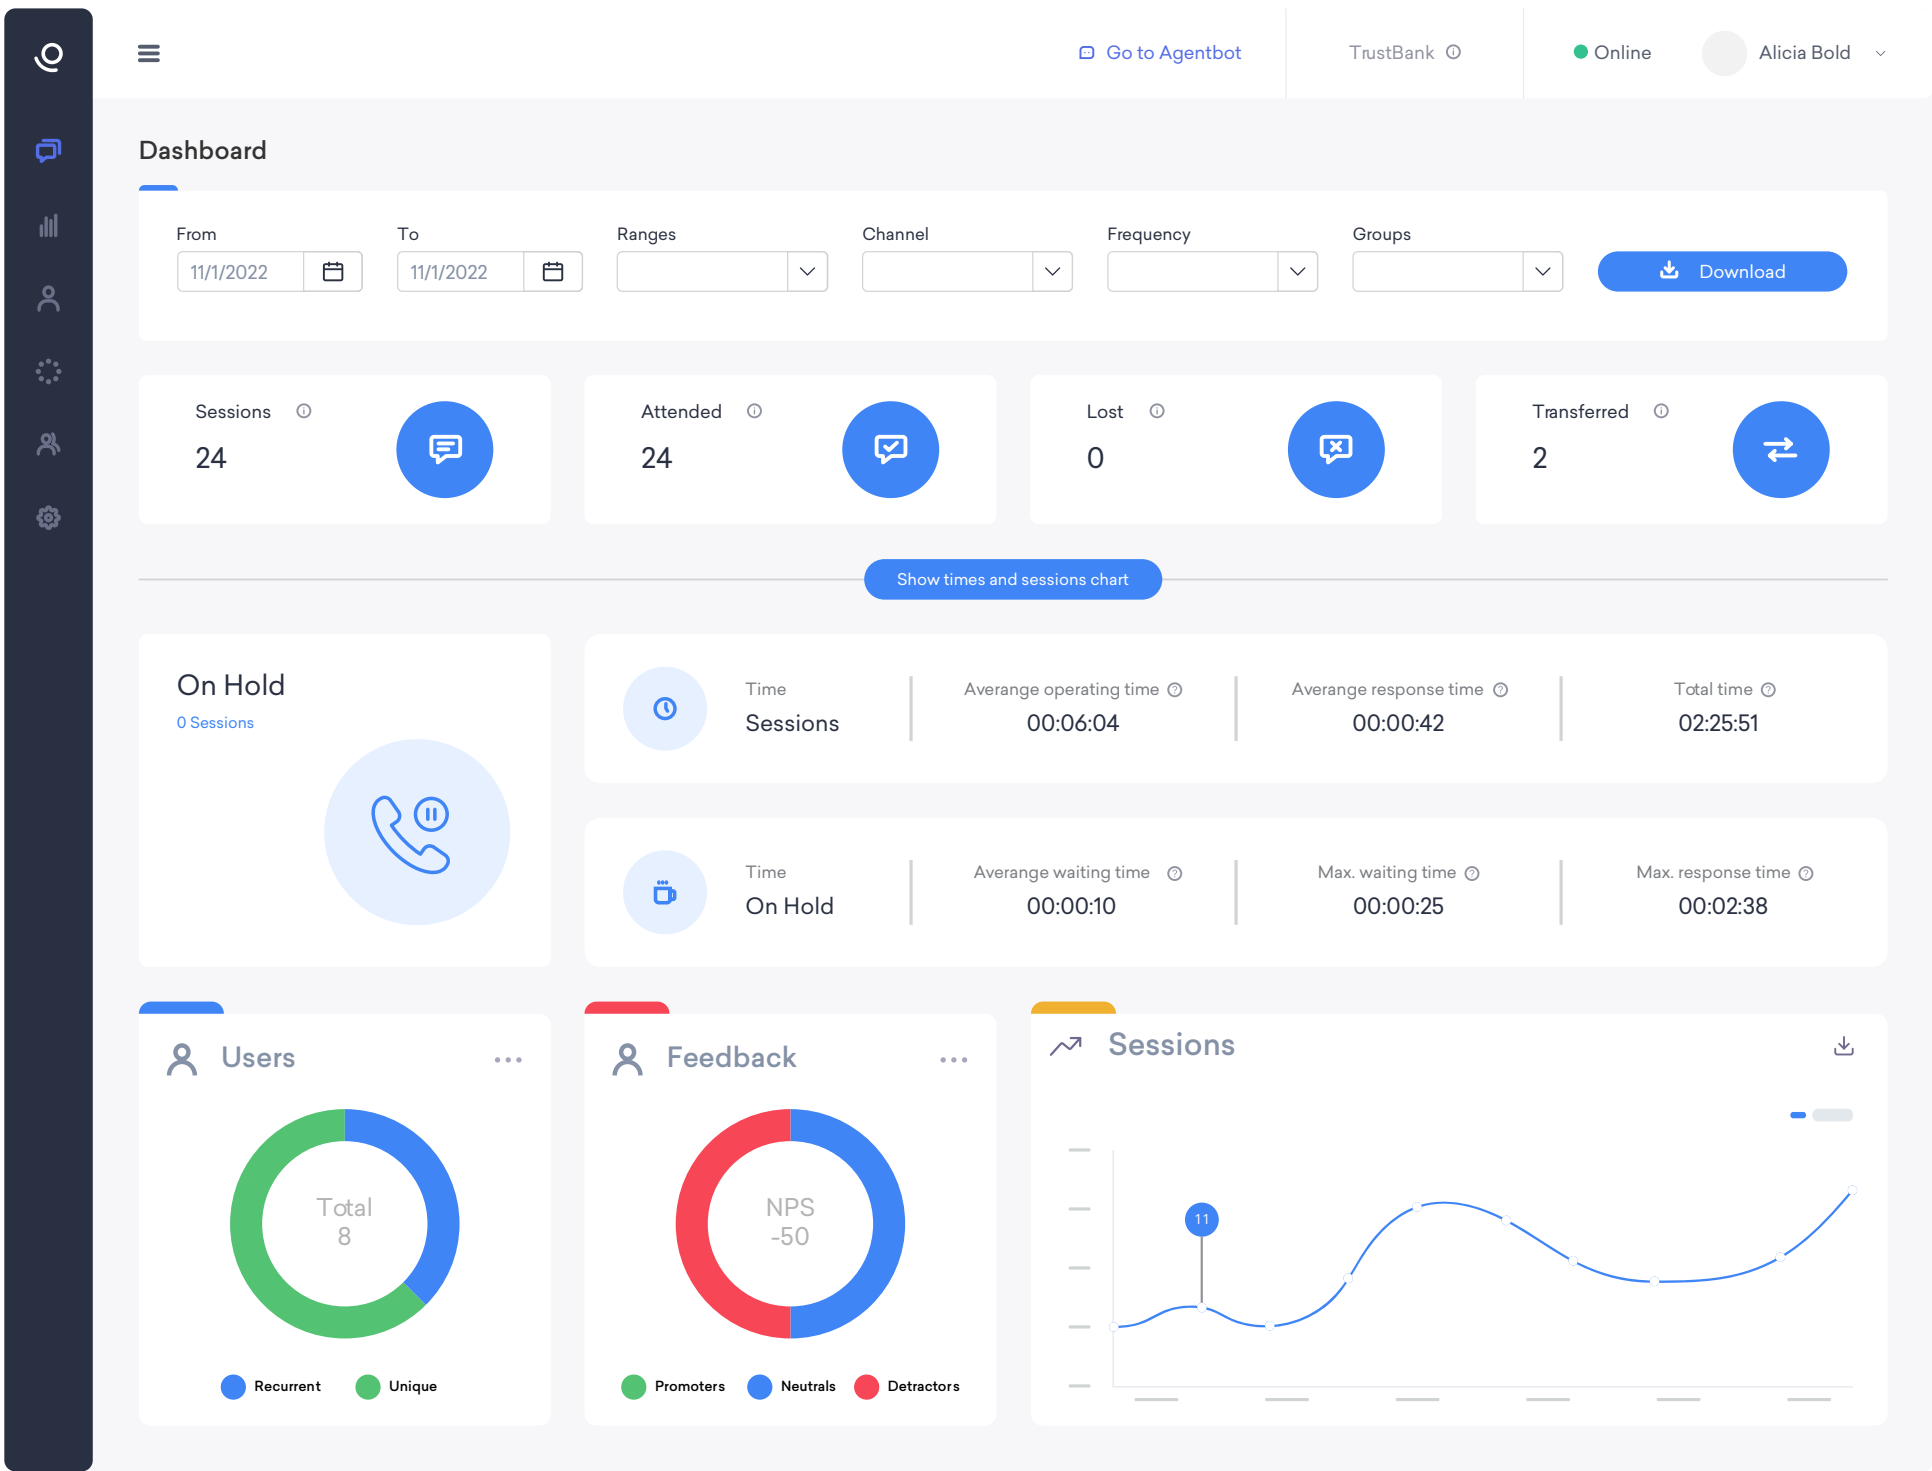 Go to Agentbot
TrustBank
Online
Alicia Bold
Dashboard
From
To
Ranges
Channel
Frequency
Groups
11/1/2022
11/1/2022
Download
Sessions
24
Attended
24
Lost
0
Transferred
2
Show times and sessions chart
On Hold
0 Sessions
Time
Sessions
Averange operating time
00:06:04
Averange response time
00:00:42
Total time
02:25:51
Time
On Hold
Averange waiting time
00:00:10
Max. waiting time
00:00:25
Max. response time
00:02:38
Users
Total
8
Recurrent
Unique
Feedback
NPS
-50
Promoters
Neutrals
Detractors
Sessions
11